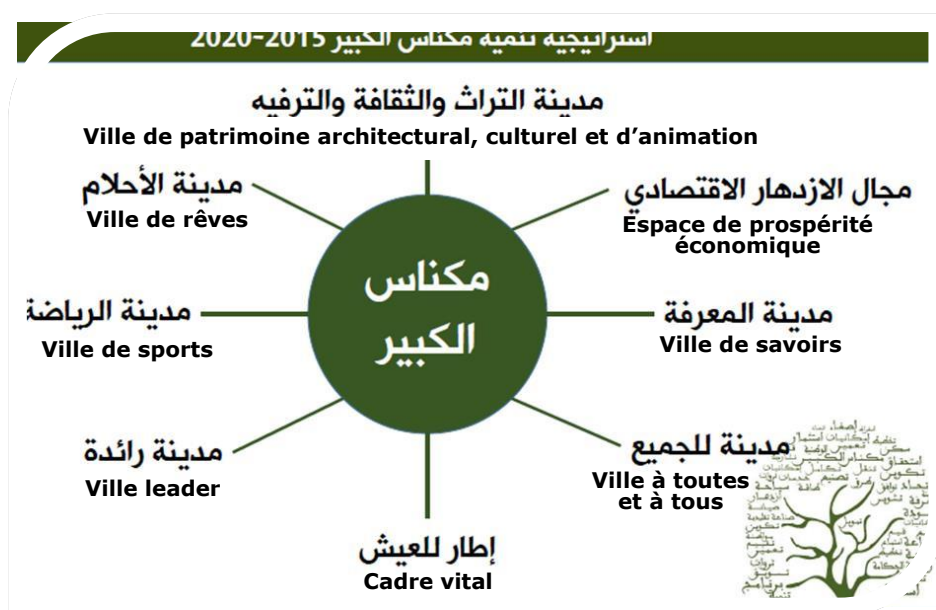 استراتيجية تنمية مكناس الكبير 2015-2020
مدينة التراث والثقافة والترفيه
Ville de patrimoine architectural, culturel et d’animation
مدينة الأحلام
Ville de rêves
مجال الازدهار الاقتصادي
Espace de prospérité
économique
مكناس
الكبير
مدينة الرياضة
Ville de sports
مدينة المعرفة
Ville de savoirs
مدينة رائدة
Ville leader
مدينة للجميع
Ville à toutes
et à tous
إطار للعيش
Cadre vital